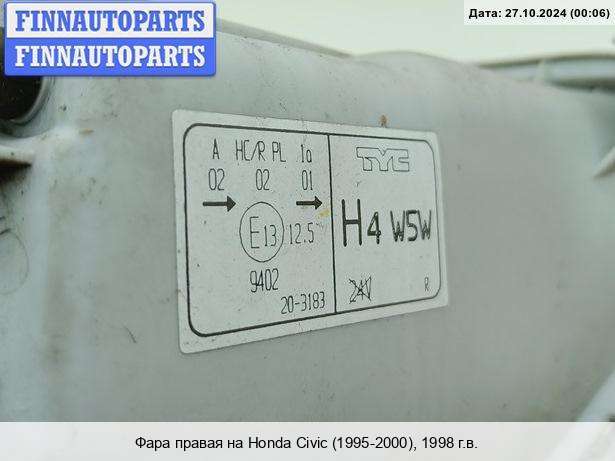 FINNAUTOPARTS
FINNAUTOPARTS
Дата: 27.10.2024 (00:06)
A HC/R PL 1a
02 02 01
E13 12.5
9402
20-3183
TYC
H4 W5W
24V
R
Фара правая на Honda Civic (1995-2000), 1998 г.в.